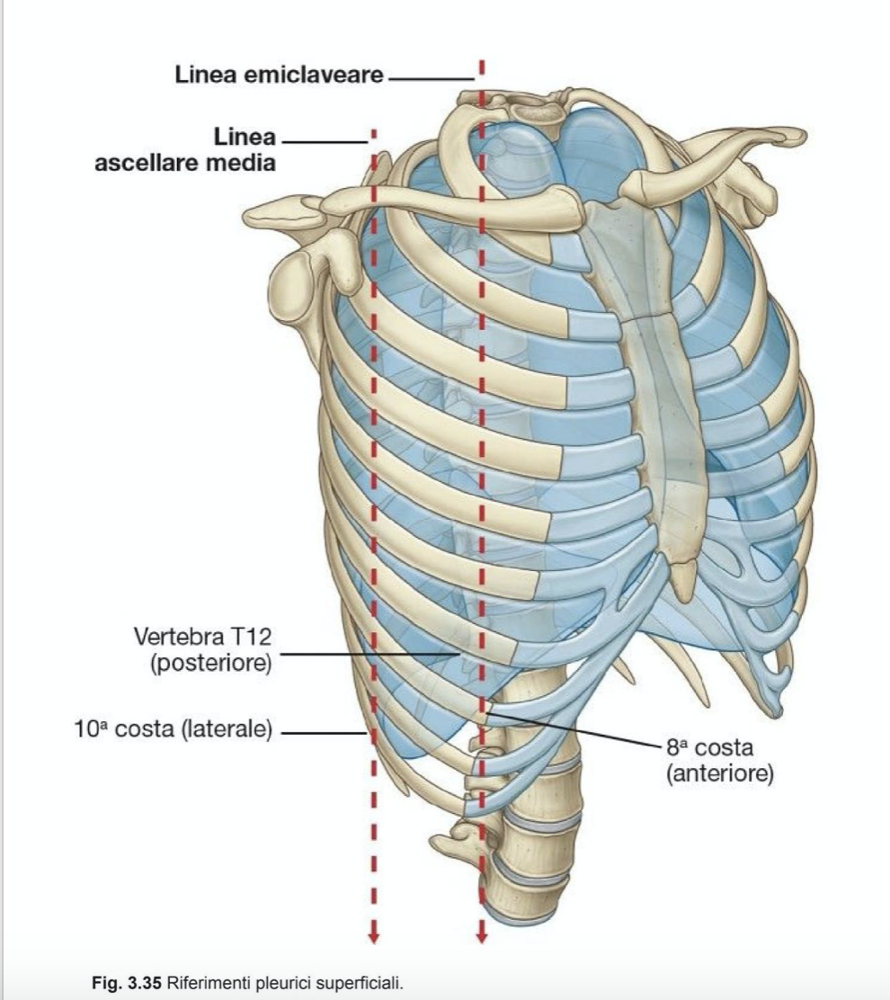 Linea emiclaveare
Linea
ascellare media
Vertebra T12
(posteriore)
10ª costa (laterale)
8ª costa
(anteriore)
Fig. 3.35 Riferimenti pleurici superficiali.